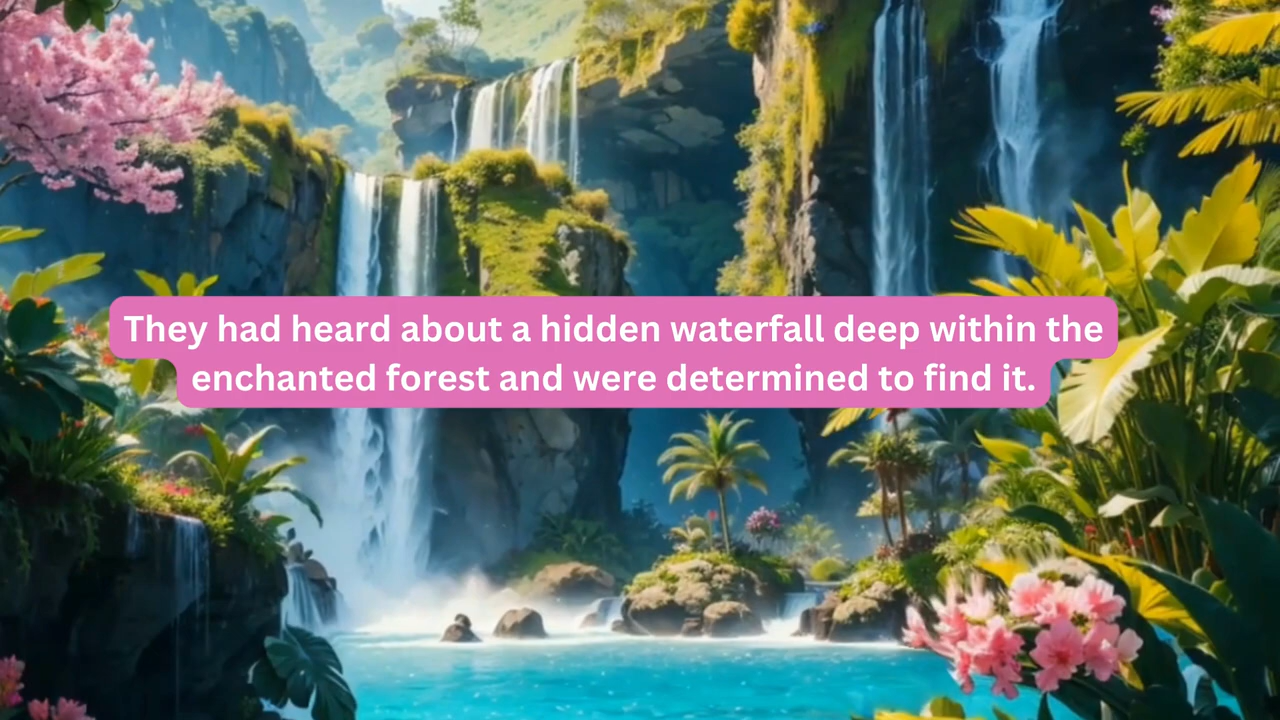 They had heard about a hidden waterfall deep within the
enchanted forest and were determined to find it.